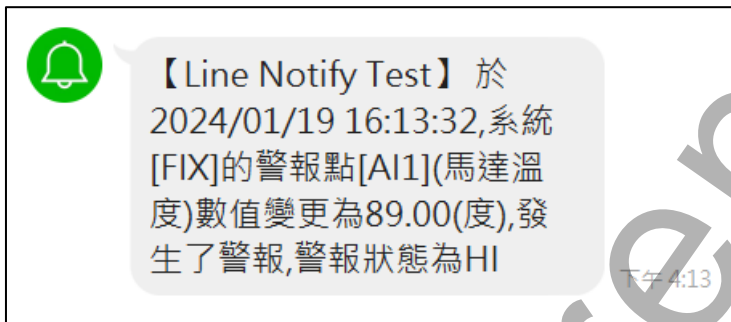 【Line Notify Test】於
2024/01/19 16:13:32,系統
[FIX]的警報點[AI1](馬達溫
度)數值變更為89.00(度),發
生了警報,警報狀態為HI
下午 4:13